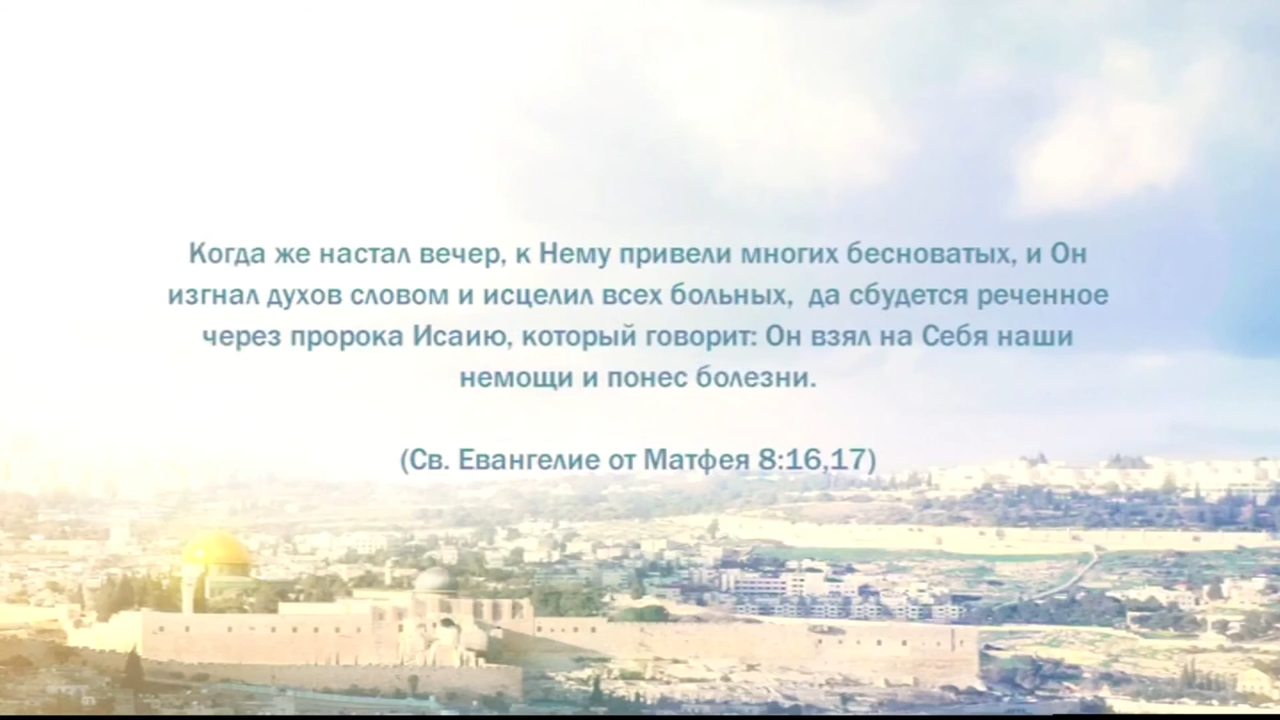 Когда же настал вечер, к Нему привели многих бесноватых, и Он
изгнал духов словом и исцелил всех больных,  да сбудется реченное
через пророка Исаию, который говорит: Он взял на Себя наши
немощи и понес болезни.
(Св. Евангелие от Матфея 8:16,17)